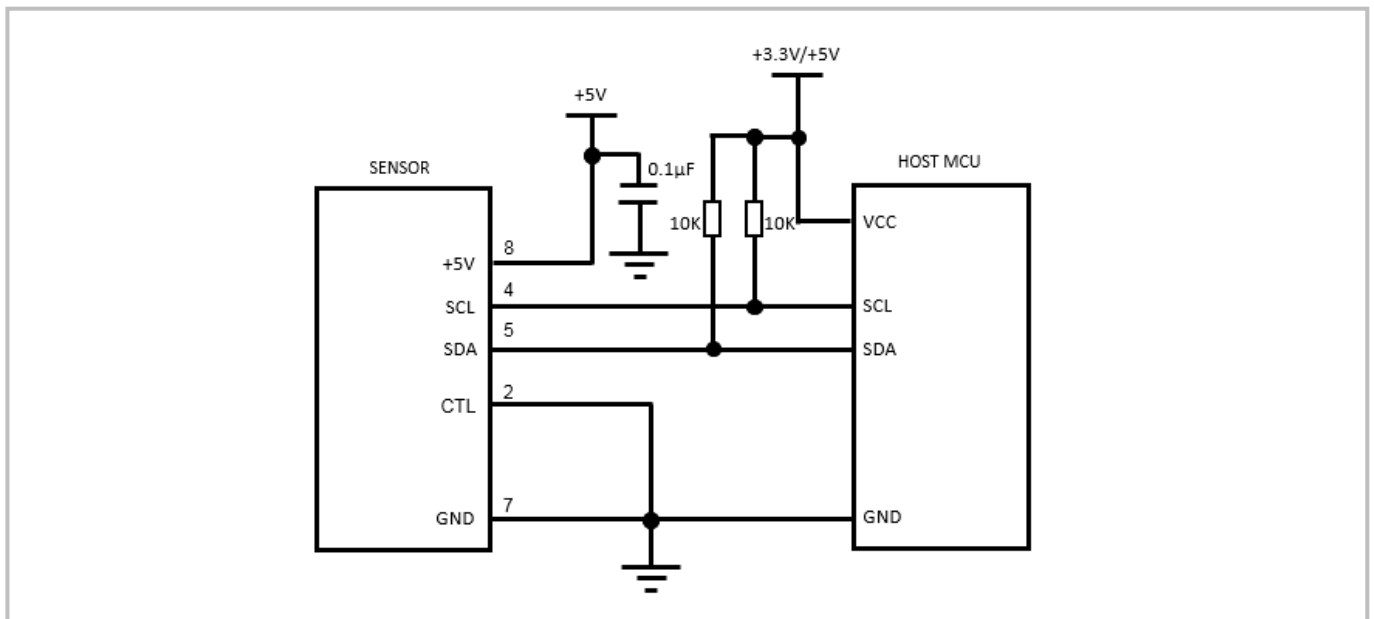 +3.3V/+5V
+5V
SENSOR
0.1µF
HOST MCU
10K
10K
VCC
8
+5V
4
SCL
SCL
5
SDA
SDA
2
CTL
7
GND
GND